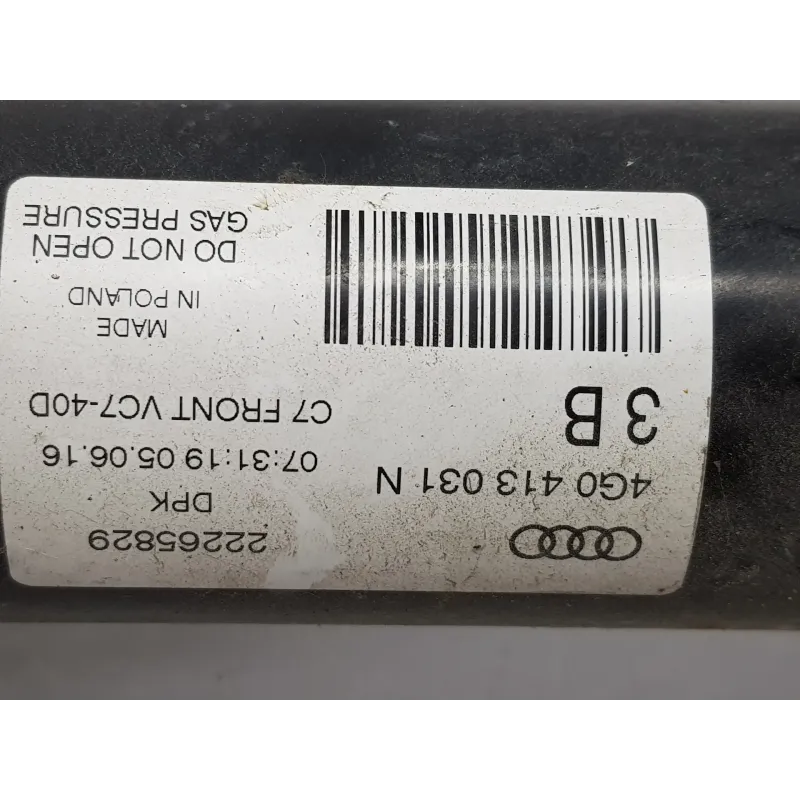 22265829
4G0 413 031 N
DPK
07:31:19 05.06.16
3 B
C7 FRONT VC7-40D
MADE
IN POLAND
DO NOT OPEN
GAS PRESSURE